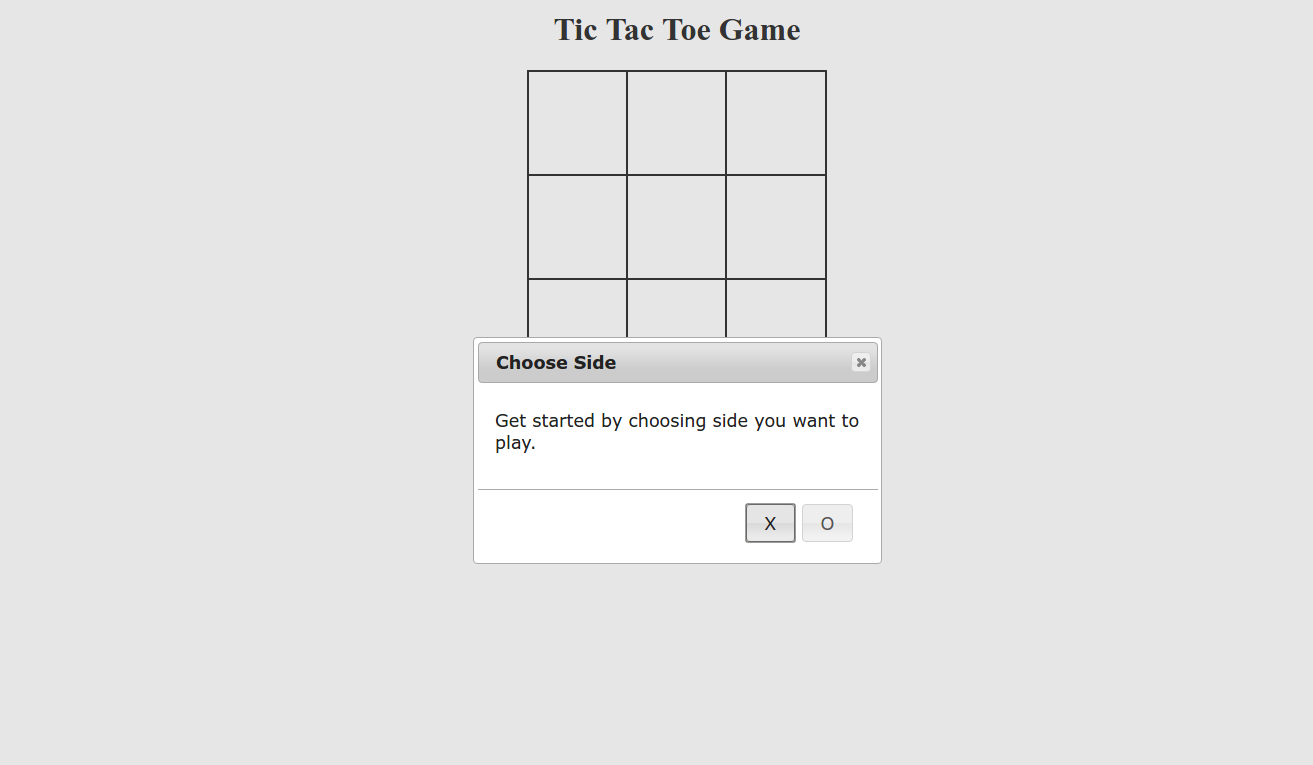 Tic Tac Toe Game
Choose Side
Get started by choosing side you want to
play.
X
O